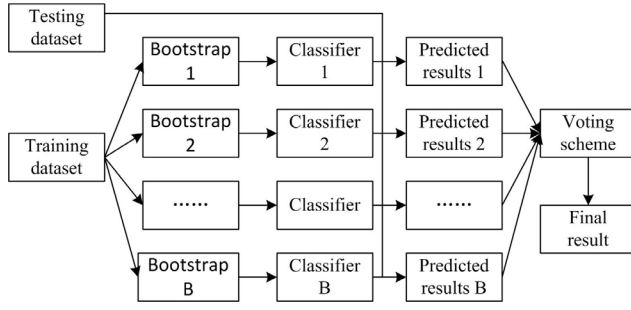 Testing
dataset
Bootstrap
1
Classifier
1
Predicted
results 1
Training
dataset
Bootstrap
2
Classifier
2
Predicted
results 2
Voting
scheme
......
Classifier
......
Final
result
Bootstrap
B
Classifier
B
Predicted
results B